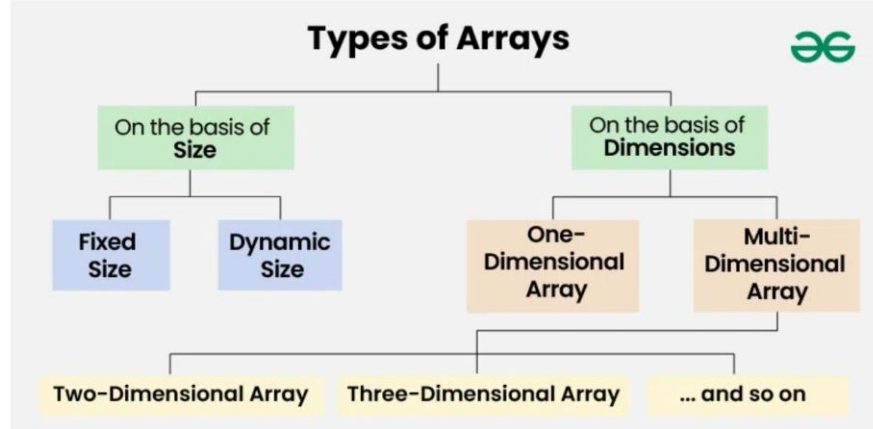 Types of Arrays
On the basis of
Size
On the basis of
Dimensions
Fixed
Size
Dynamic
Size
One-
Dimensional
Array
Multi-
Dimensional
Array
Two-Dimensional Array
Three-Dimensional Array
... and so on